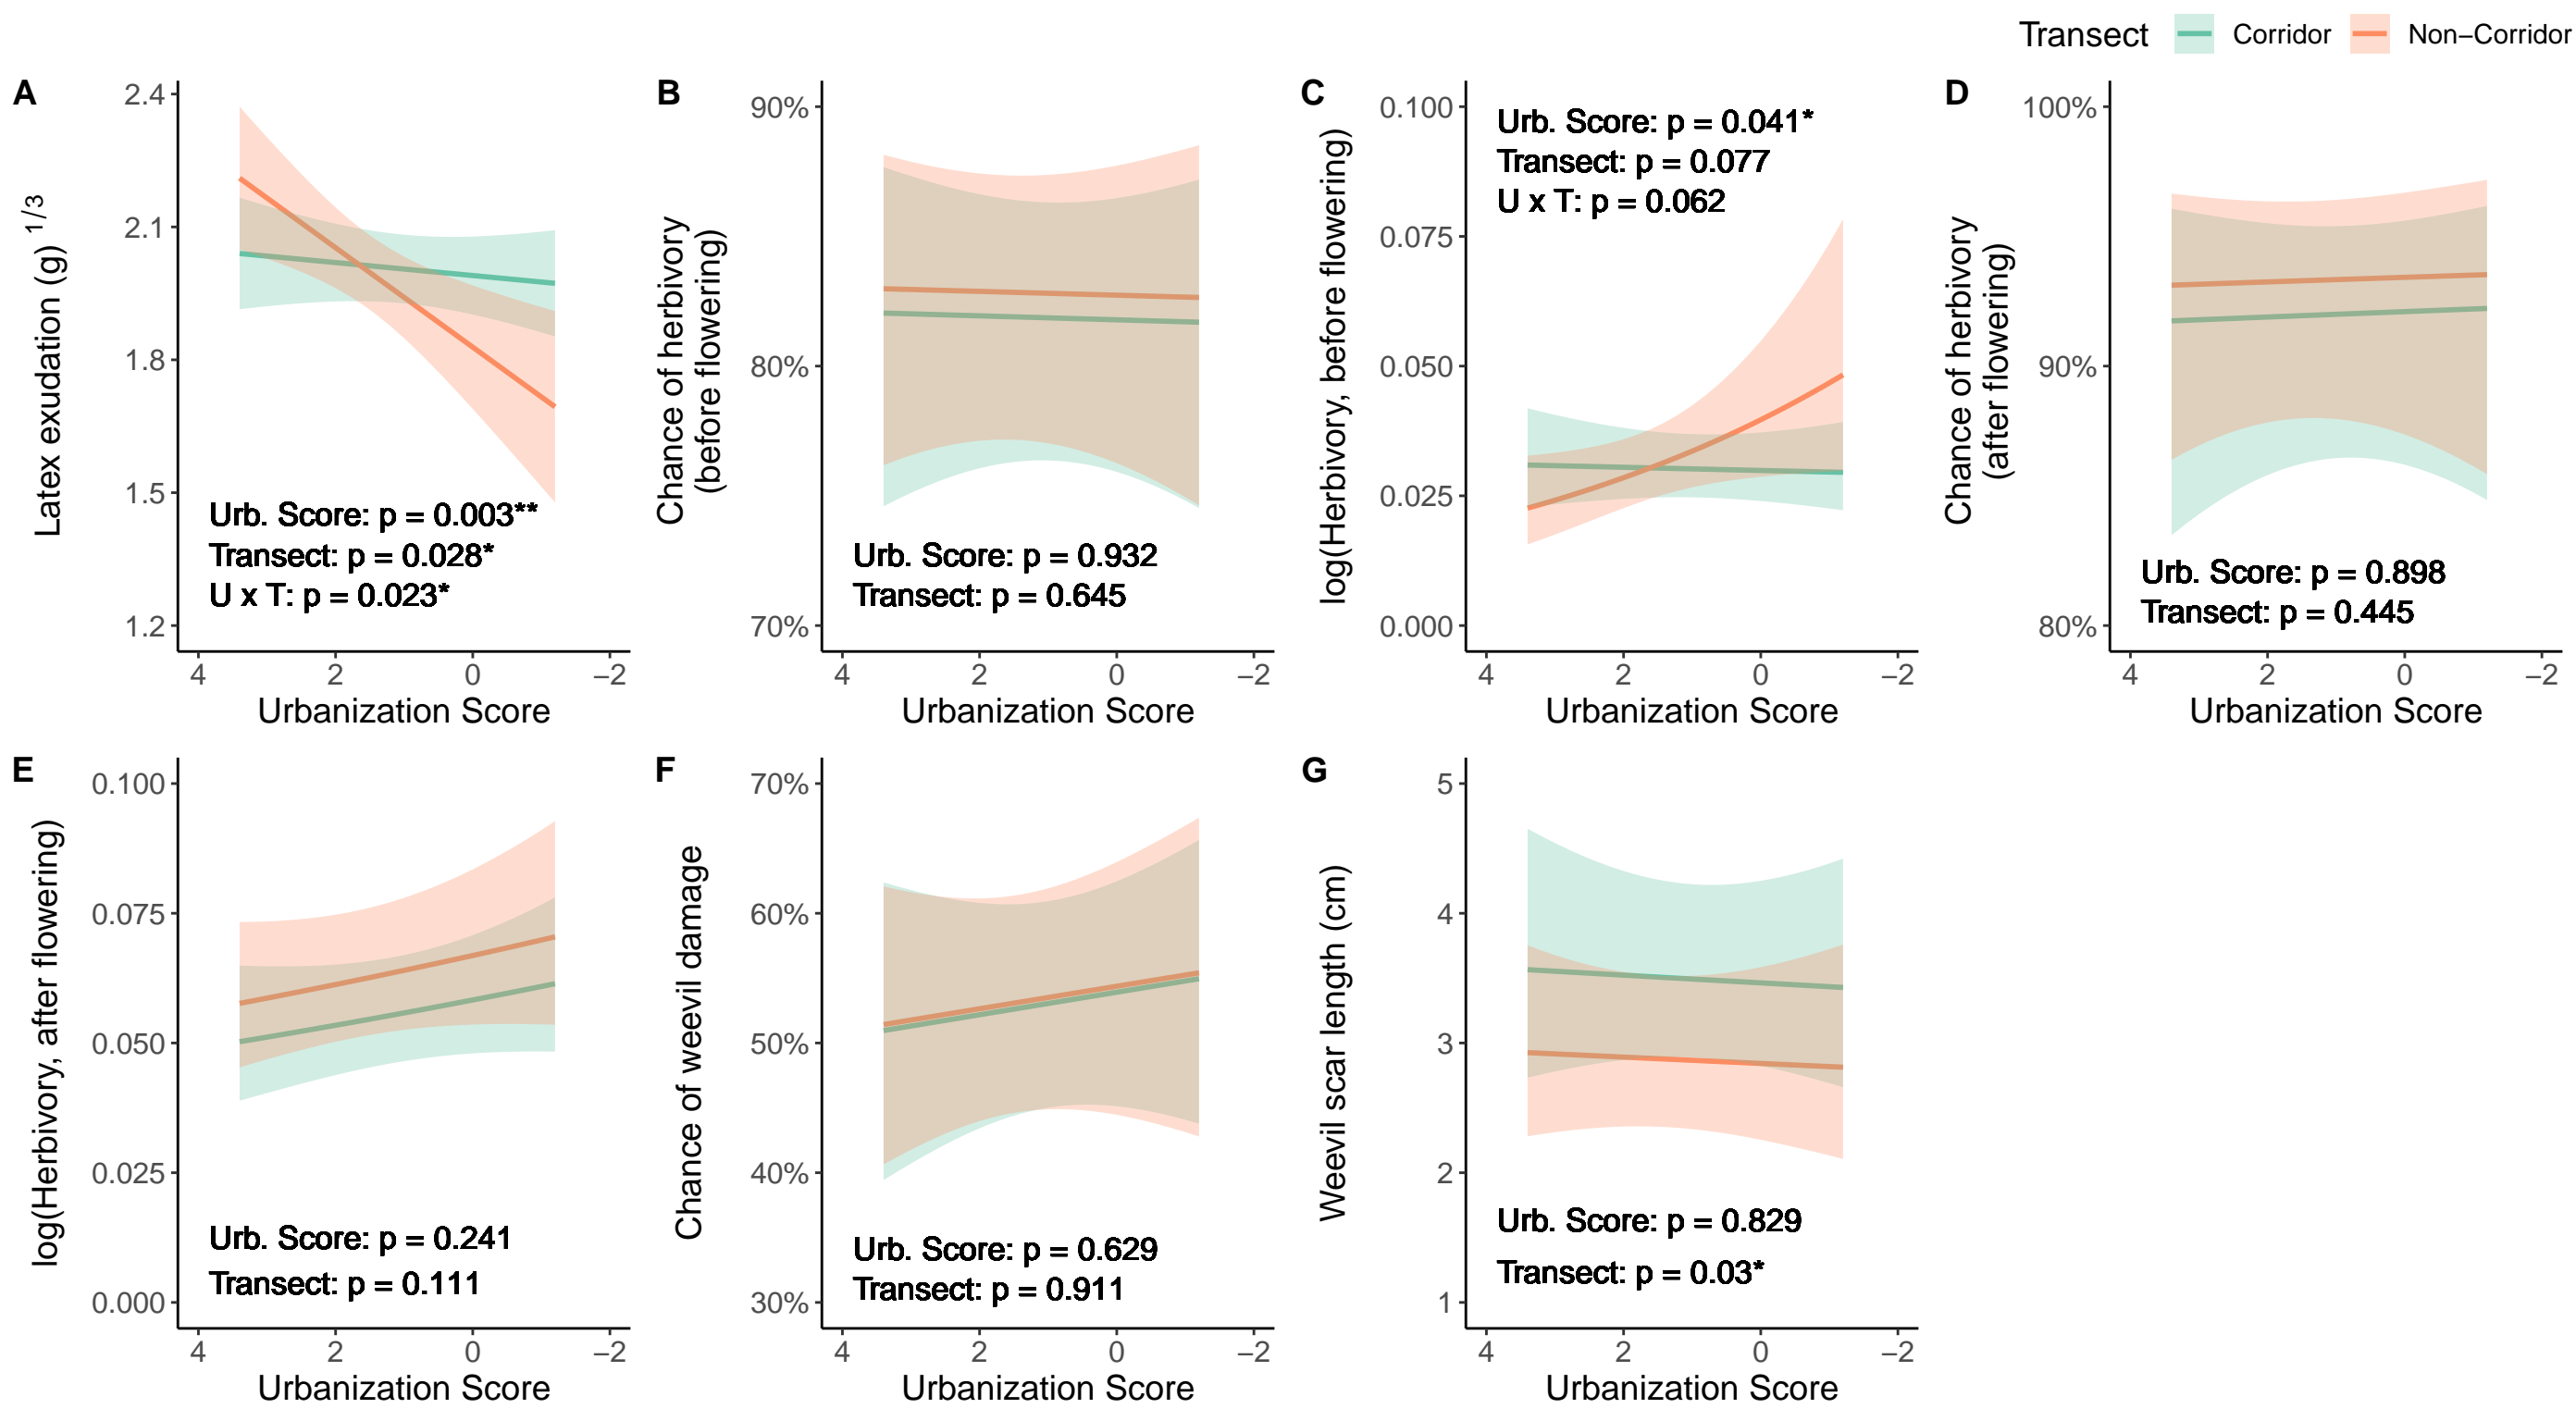 Transect Corridor Non−Corridor
A
Latex exudation (g) 1/3
2.4
2.1
1.8
1.5
1.2
Urb. Score: p = 0.003**
Transect: p = 0.028*
U x T: p = 0.023*
4 2 0 −2
Urbanization Score
B
Chance of herbivory
(before flowering)
90%
80%
70%
Urb. Score: p = 0.932
Transect: p = 0.645
4 2 0 −2
Urbanization Score
C
log(Herbivory, before flowering)
0.100
0.075
0.050
0.025
0.000
Urb. Score: p = 0.041*
Transect: p = 0.077
U x T: p = 0.062
4 2 0 −2
Urbanization Score
D
Chance of herbivory
(after flowering)
100%
90%
80%
Urb. Score: p = 0.898
Transect: p = 0.445
4 2 0 −2
Urbanization Score
E
log(Herbivory, after flowering)
0.100
0.075
0.050
0.025
0.000
Urb. Score: p = 0.241
Transect: p = 0.111
4 2 0 −2
Urbanization Score
F
Chance of weevil damage
70%
60%
50%
40%
30%
Urb. Score: p = 0.629
Transect: p = 0.911
4 2 0 −2
Urbanization Score
G
Weevil scar length (cm)
5
4
3
2
1
Urb. Score: p = 0.829
Transect: p = 0.03*
4 2 0 −2
Urbanization Score